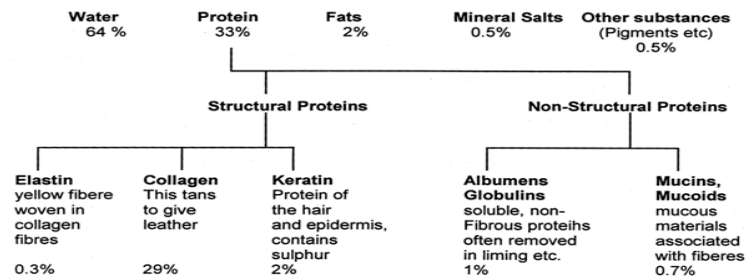 Water Protein Fats Mineral Salts Other substances
64 % 33% 2% 0.5% (Pigments etc)
0.5%
Structural Proteins Non-Structural Proteins
Elastin
yellow fibere
woven in
collagen
fibres
0.3%
Collagen
This tans
to give
leather
29%
Keratin
Protein of
the hair
and epidermis,
contains
sulphur
2%
Albumens
Globulins
soluble, non-
Fibrous proteihs
often removed
in liming etc.
1%
Mucins,
Mucoids
mucous
materials
associated
with fiberes
0.7%